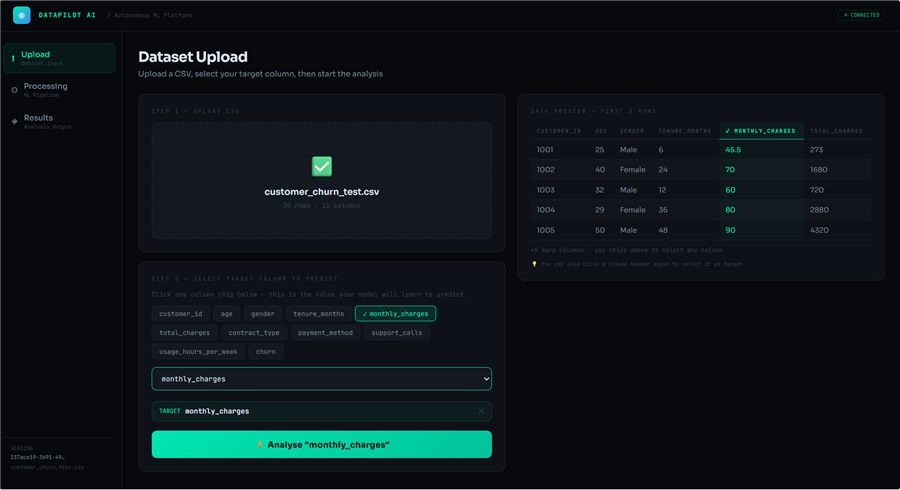 DATAPILOT AI / Autonomous ML Platform
CONNECTED
Upload
Dataset Input
Processing
ML Pipeline
Results
Analysis Output
SESSION
237ace19-3691-49…
customer_churn_test.csv
Dataset Upload
Upload a CSV, select your target column, then start the analysis
STEP 1 — UPLOAD CSV
customer_churn_test.csv
20 rows · 11 columns
STEP 2 — SELECT TARGET COLUMN TO PREDICT
Click one column chip below — this is the value your model will learn to predict.
customer_id age gender tenure_months ✓ monthly_charges
total_charges contract_type payment_method support_calls
usage_hours_per_week churn
monthly_charges
TARGET monthly_charges ×
Analyse "monthly_charges"
DATA PREVIEW — FIRST 5 ROWS
CUSTOMER_ID AGE GENDER TENURE_MONTHS ✓ MONTHLY_CHARGES TOTAL_CHARGES
1001 25 Male 6 45.5 273
1002 40 Female 24 70 1680
1003 32 Male 12 60 720
1004 29 Female 36 80 2880
1005 50 Male 48 90 4320
+5 more columns · use chips above to select any column
You can also click a column header above to select it as target